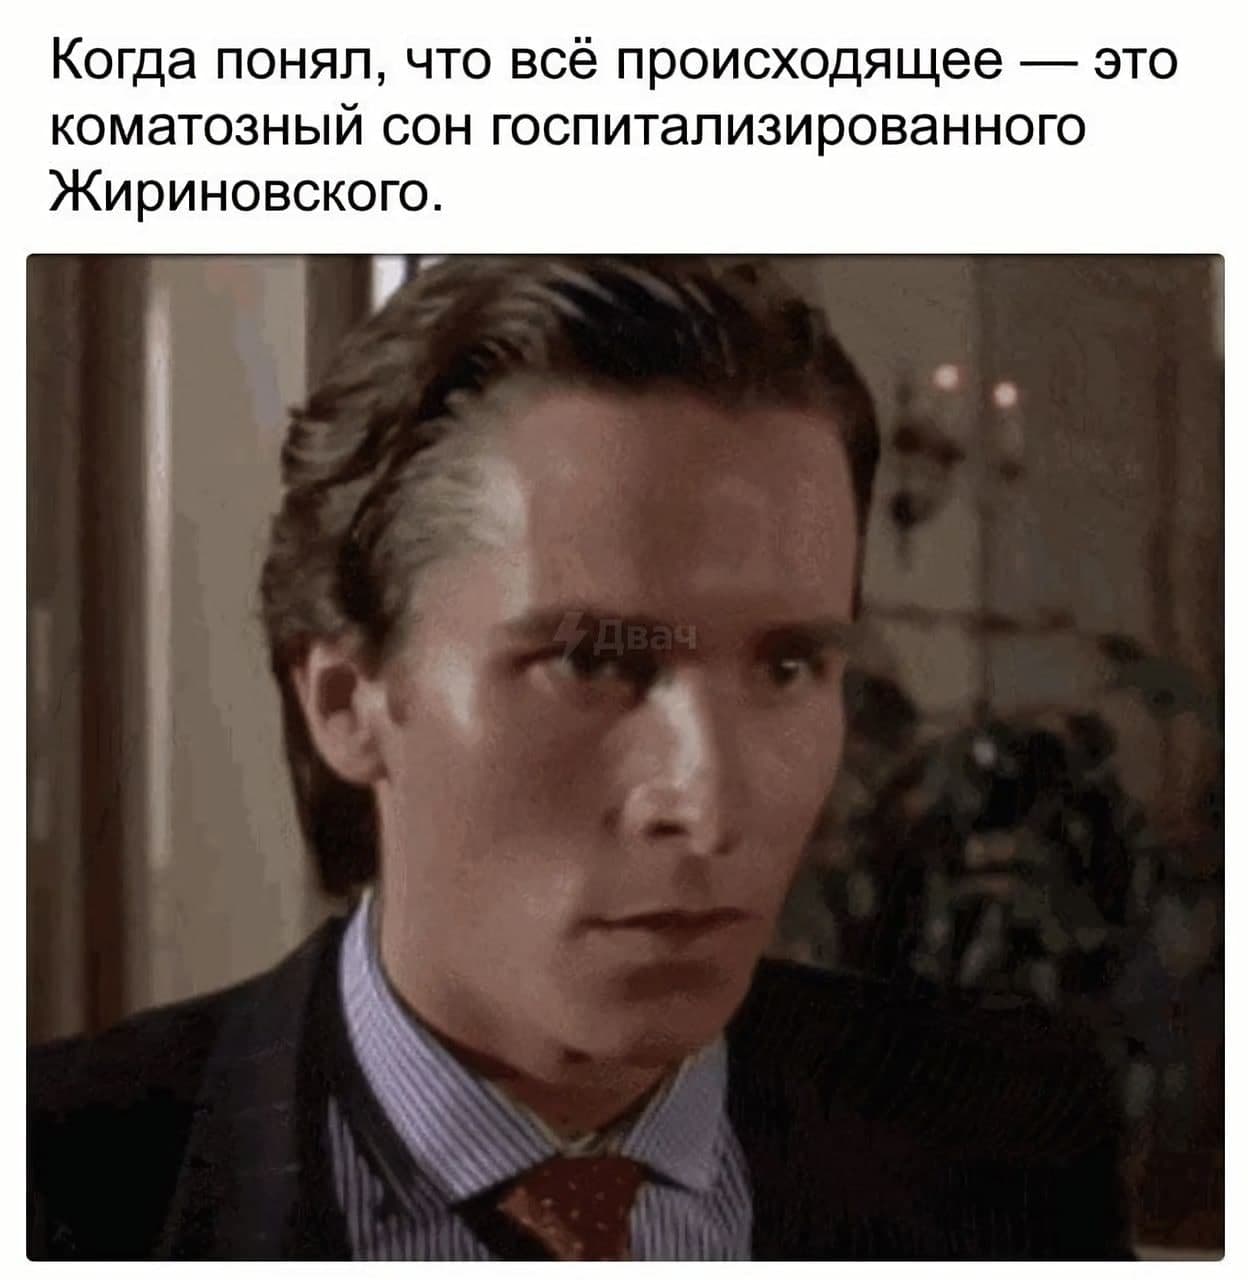 Когда понял, что всё происходящее — это
коматозный сон госпитализированного
Жириновского.
Двач